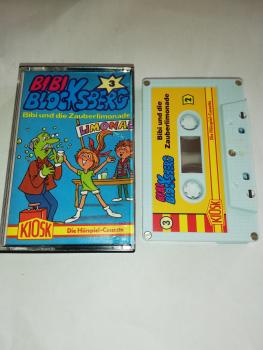 BIBI
BLOCKSBERG
3
Bibi und die Zauberlimonade
LIMONADE
KIOSK
Die Hörspiel-Cassette
Bibi und die
Zauberlimonade
2
BIBI
BLOCKSBERG
3
KIOSK
Die Hörspiel-Cassette